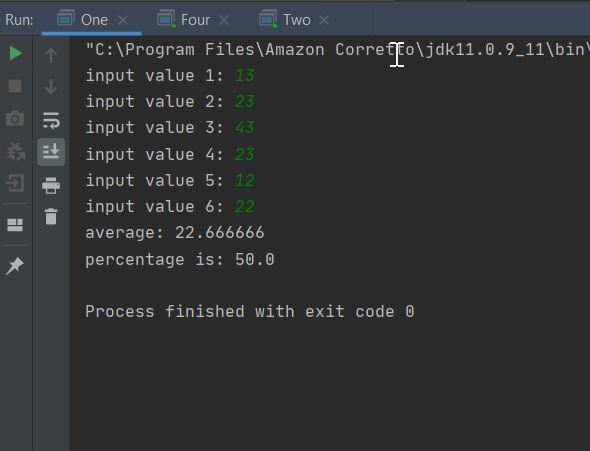 Run: One Four Two
"C:\Program Files\Amazon Corretto\jdk11.0.9_11\bin\
input value 1: 13
input value 2: 23
input value 3: 43
input value 4: 23
input value 5: 12
input value 6: 22
average: 22.666666
percentage is: 50.0
Process finished with exit code 0